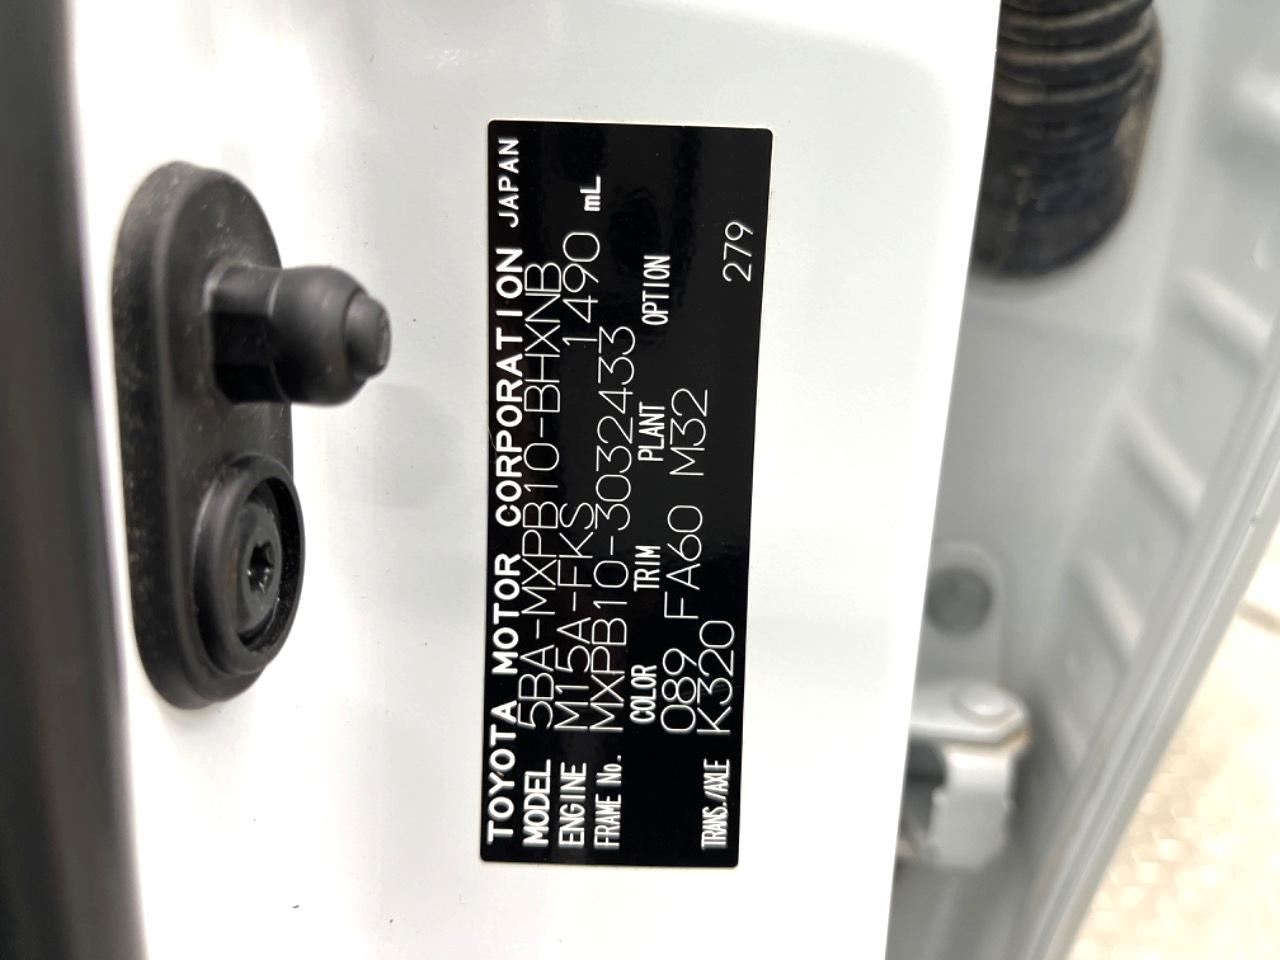 TOYOTA MOTOR CORPORATION JAPAN
MODEL 5BA-MXPB10-BHXNB
ENGINE M15A-FKS 1490 mL
FRAME No. MXPB10-3032433
COLOR TRIM PLANT OPTION
089 FA60 M32
TRANS./AXLE K320 279